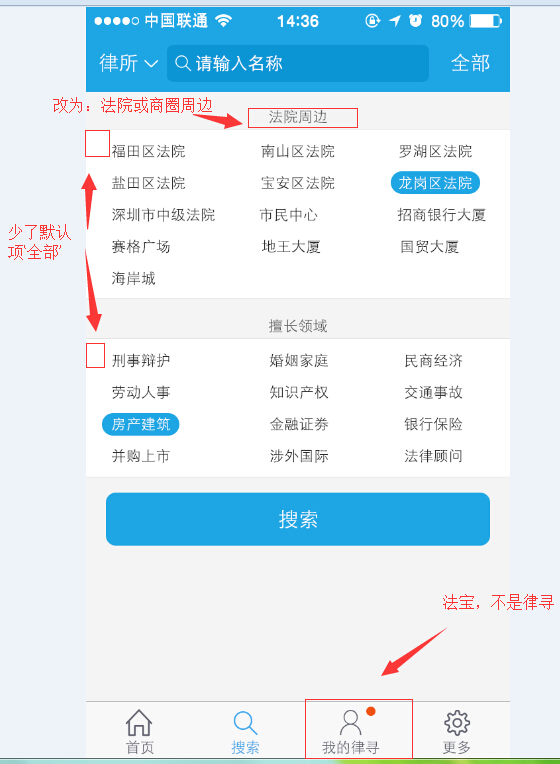 中国联通 14:36 80%
律所 请输入名称 全部
改为：法院或商圈周边
法院周边
福田区法院 南山区法院 罗湖区法院
盐田区法院 宝安区法院 龙岗区法院
深圳市中级法院 市民中心 招商银行大厦
少了默认
项‘全部’
赛格广场 地王大厦 国贸大厦
海岸城
擅长领域
刑事辩护 婚姻家庭 民商经济
劳动人事 知识产权 交通事故
房产建筑 金融证券 银行保险
并购上市 涉外国际 法律顾问
搜索
法宝，不是律寻
首页 搜索 我的律寻 更多